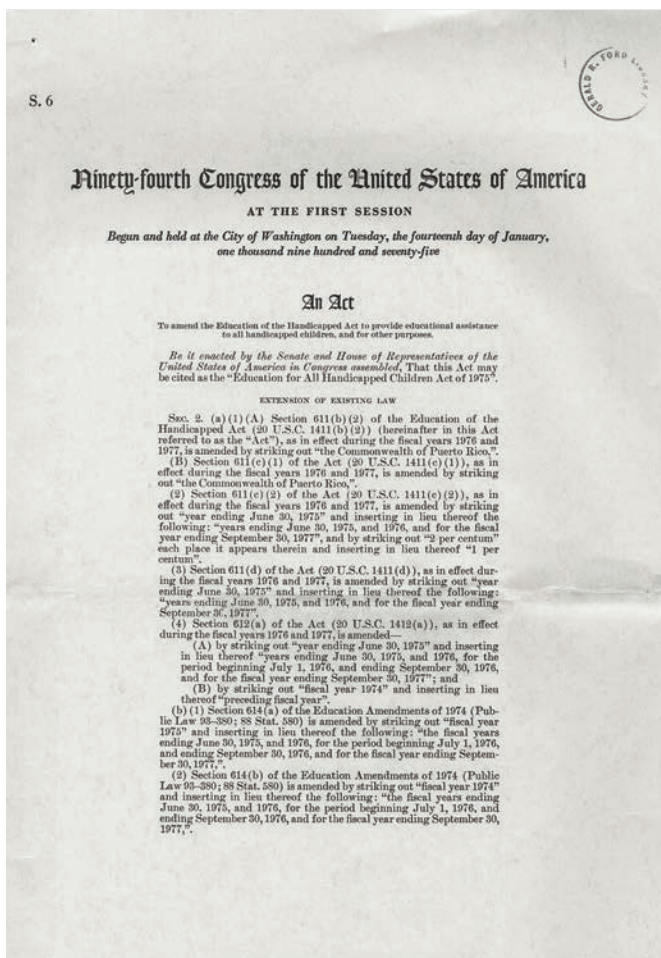 GERALD R. FORD LIBRARY
S. 6
Ninety-fourth Congress of the United States of America
AT THE FIRST SESSION
Begun and held at the City of Washington on Tuesday, the fourteenth day of January,
one thousand nine hundred and seventy-five
An Act
To amend the Education of the Handicapped Act to provide educational assistance
to all handicapped children, and for other purposes.
Be it enacted by the Senate and House of Representatives of the
United States of America in Congress assembled, That this Act may
be cited as the “Education for All Handicapped Children Act of 1975”.
EXTENSION OF EXISTING LAW
SEC. 2. (a)(1)(A) Section 611(b)(2) of the Education of the
Handicapped Act (20 U.S.C. 1411(b)(2)) (hereinafter in this Act
referred to as the “Act”), as in effect during the fiscal years 1976 and
1977, is amended by striking out “the Commonwealth of Puerto Rico,”.
(B) Section 611(c)(1) of the Act (20 U.S.C. 1411(c)(1)), as in
effect during the fiscal years 1976 and 1977, is amended by striking
out “the Commonwealth of Puerto Rico,”.
(2) Section 611(c)(2) of the Act (20 U.S.C. 1411(c)(2)), as in
effect during the fiscal years 1976 and 1977, is amended by striking
out “year ending June 30, 1975” and inserting in lieu thereof the
following: “years ending June 30, 1975, and 1976, and for the fiscal
year ending September 30, 1977”, and by striking out “2 per centum”
each place it appears therein and inserting in lieu thereof “1 per
centum”.
(3) Section 611(d) of the Act (20 U.S.C. 1411(d)), as in effect dur-
ing the fiscal years 1976 and 1977, is amended by striking out “year
ending June 30, 1975” and inserting in lieu thereof the following:
“years ending June 30, 1975, and 1976, and for the fiscal year ending
September 30, 1977”.
(4) Section 612(a) of the Act (20 U.S.C. 1412(a)), as in effect
during the fiscal years 1976 and 1977, is amended—
(A) by striking out “year ending June 30, 1975” and inserting
in lieu thereof “years ending June 30, 1975, and 1976, for the
period beginning July 1, 1976, and ending September 30, 1976,
and for the fiscal year ending September 30, 1977”; and
(B) by striking out “fiscal year 1974” and inserting in lieu
thereof “preceding fiscal year”.
(b)(1) Section 614(a) of the Education Amendments of 1974 (Pub-
lic Law 93–380; 88 Stat. 580) is amended by striking out “fiscal year
1975” and inserting in lieu thereof the following: “the fiscal years
ending June 30, 1975, and 1976, for the period beginning July 1, 1976,
and ending September 30, 1976, and for the fiscal year ending Septem-
ber 30, 1977,”.
(2) Section 614(b) of the Education Amendments of 1974 (Public
Law 93–380; 88 Stat. 580) is amended by striking out “fiscal year 1974”
and inserting in lieu thereof the following: “the fiscal years ending
June 30, 1975, and 1976, for the period beginning July 1, 1976, and
ending September 30, 1976, and for the fiscal year ending September 30,
1977,”.